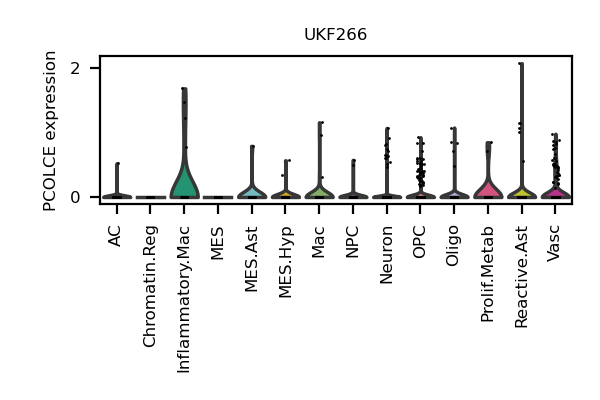 UKF266
PCOLCE expression
2
0
AC
Chromatin.Reg
Inflammatory.Mac
MES
MES.Ast
MES.Hyp
Mac
NPC
Neuron
OPC
Oligo
Prolif.Metab
Reactive.Ast
Vasc